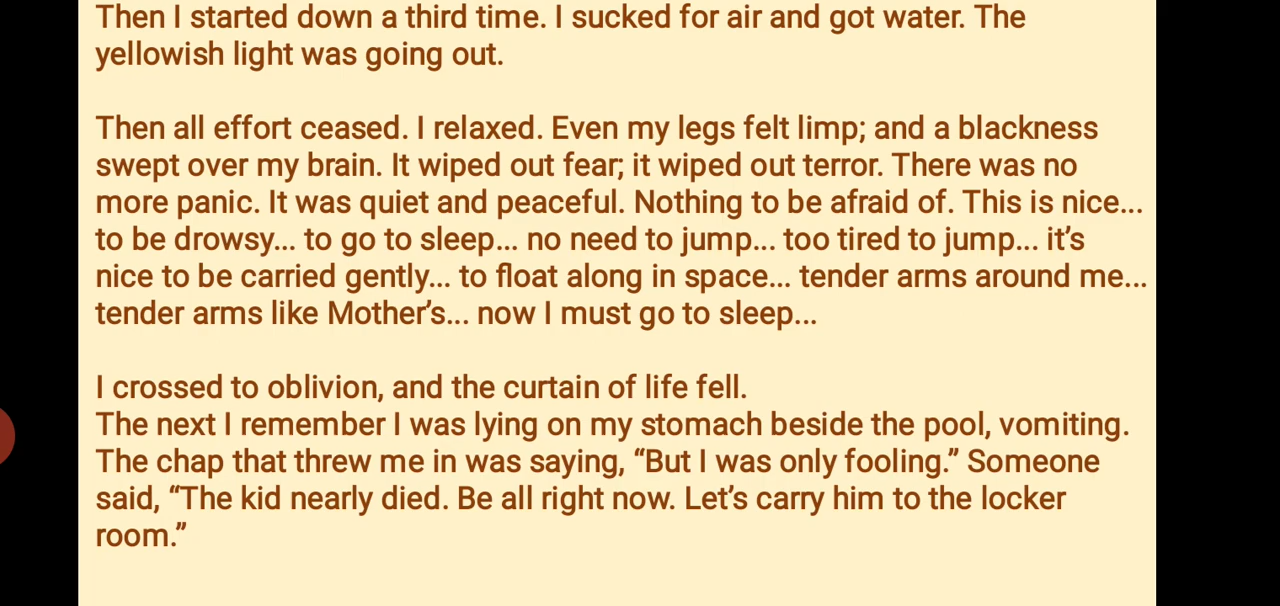 Then I started down a third time. I sucked for air and got water. The
yellowish light was going out.
Then all effort ceased. I relaxed. Even my legs felt limp; and a blackness
swept over my brain. It wiped out fear; it wiped out terror. There was no
more panic. It was quiet and peaceful. Nothing to be afraid of. This is nice...
to be drowsy... to go to sleep... no need to jump... too tired to jump... it’s
nice to be carried gently... to float along in space... tender arms around me...
tender arms like Mother’s... now I must go to sleep...
I crossed to oblivion, and the curtain of life fell.
The next I remember I was lying on my stomach beside the pool, vomiting.
The chap that threw me in was saying, “But I was only fooling.” Someone
said, “The kid nearly died. Be all right now. Let’s carry him to the locker
room.”